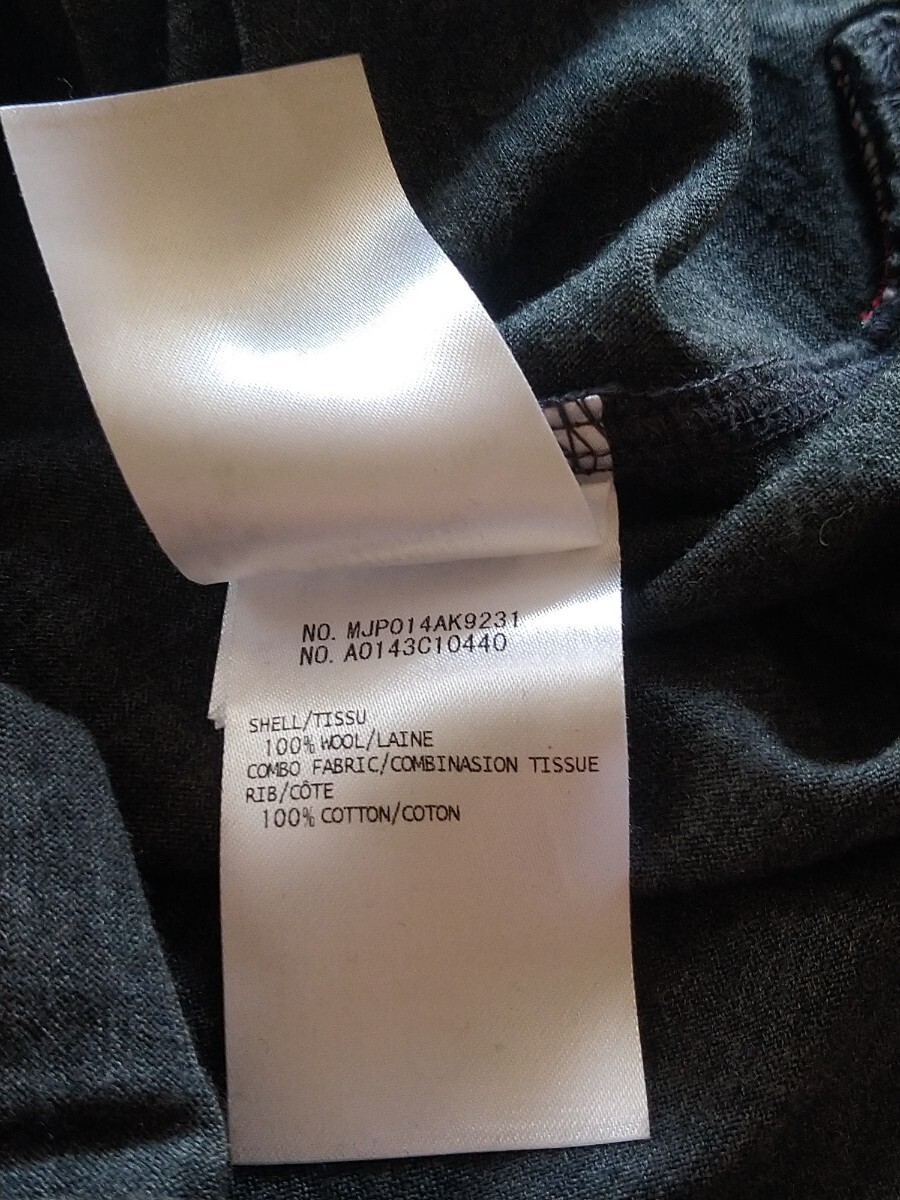 NO. MJP014AK9231
NO. A0143C10440
SHELL/TISSU
100% WOOL/LAINE
COMBO FABRIC/COMBINASION TISSUE
RIB/CÔTE
100% COTTON/COTON